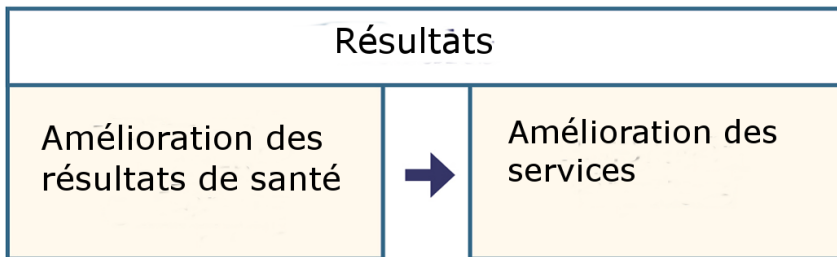 Résultats
Amélioration des
résultats de santé
Amélioration des
services